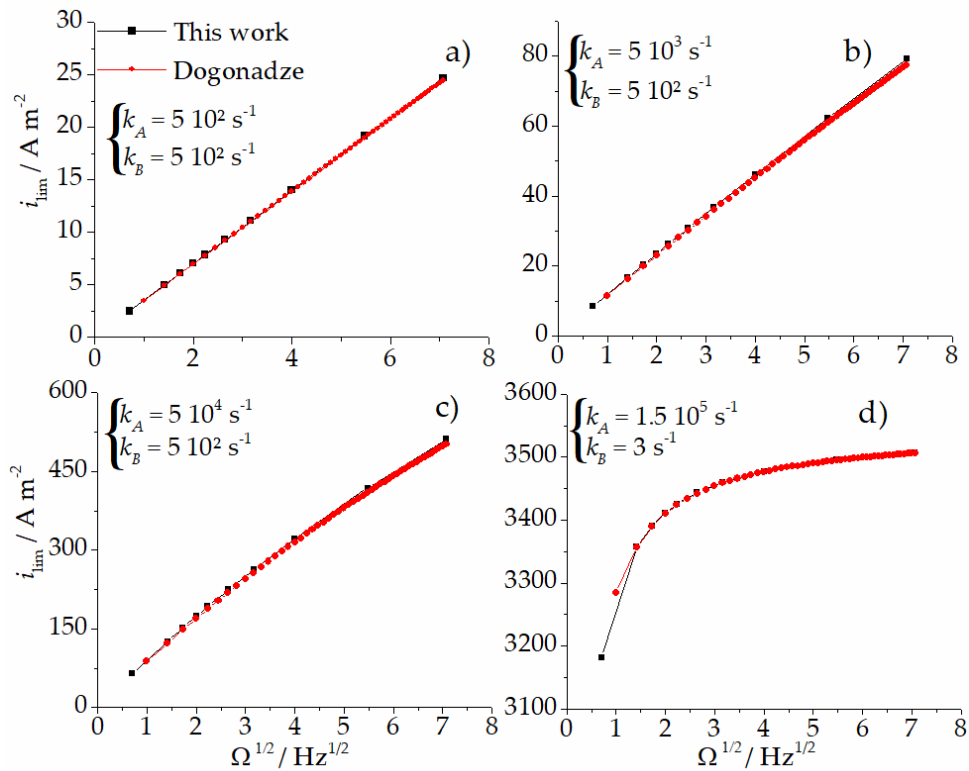 This work
Dogonadze
a)
k_A = 5 10² s⁻¹
k_B = 5 10² s⁻¹
i_lim / A m⁻²
30
25
20
15
10
5
0
0 2 4 6 8
b)
k_A = 5 10³ s⁻¹
k_B = 5 10² s⁻¹
80
60
40
20
0
0 1 2 3 4 5 6 7 8
c)
k_A = 5 10⁴ s⁻¹
k_B = 5 10² s⁻¹
i_lim / A m⁻²
600
450
300
150
0
0 1 2 3 4 5 6 7 8
Ω^1/2 / Hz^1/2
d)
k_A = 1.5 10⁵ s⁻¹
k_B = 3 s⁻¹
3600
3500
3400
3300
3200
3100
0 1 2 3 4 5 6 7 8
Ω^1/2 / Hz^1/2